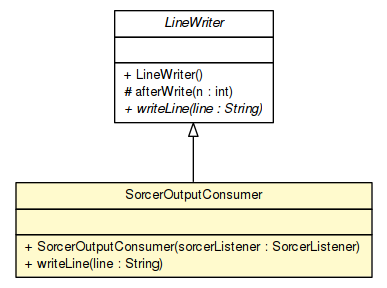 LineWriter
+ LineWriter()
# afterWrite(n : int)
+ writeLine(line : String)
SorcerOutputConsumer
+ SorcerOutputConsumer(sorcerListener : SorcerListener)
+ writeLine(line : String)